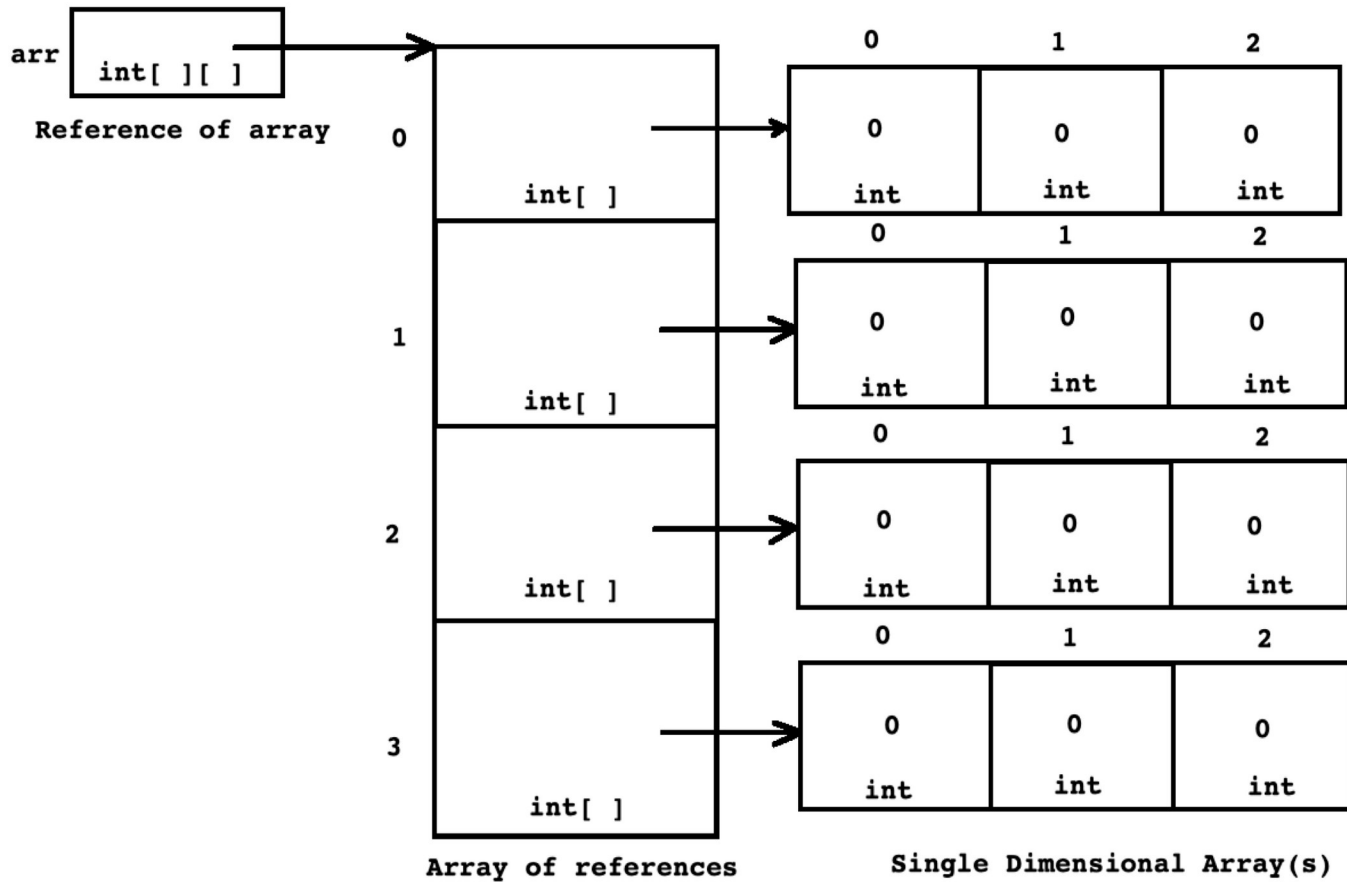 arr
int[ ][ ]
Reference of array
0
int[ ]
0 1 2
0 0 0
int int int
1
int[ ]
0 1 2
0 0 0
int int int
2
int[ ]
0 1 2
0 0 0
int int int
3
int[ ]
0 1 2
0 0 0
int int int
Array of references
Single Dimensional Array(s)